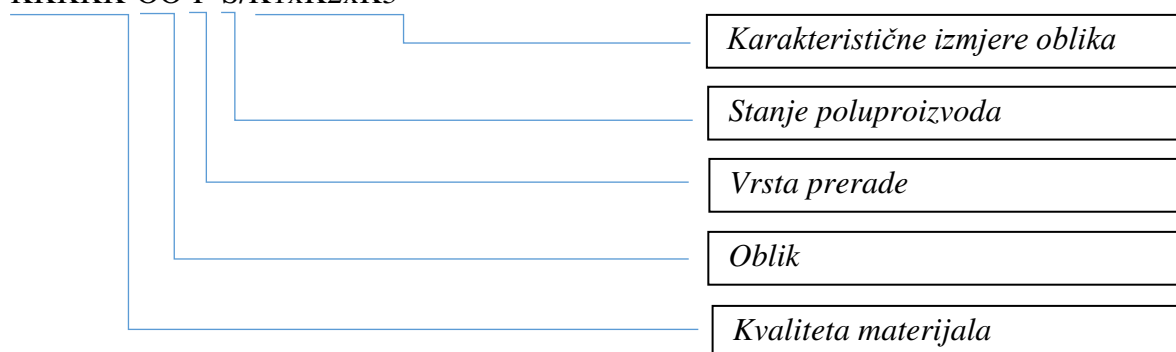 Karakteristične izmjere oblika
Stanje poluproizvoda
Vrsta prerade
Oblik
Kvaliteta materijala